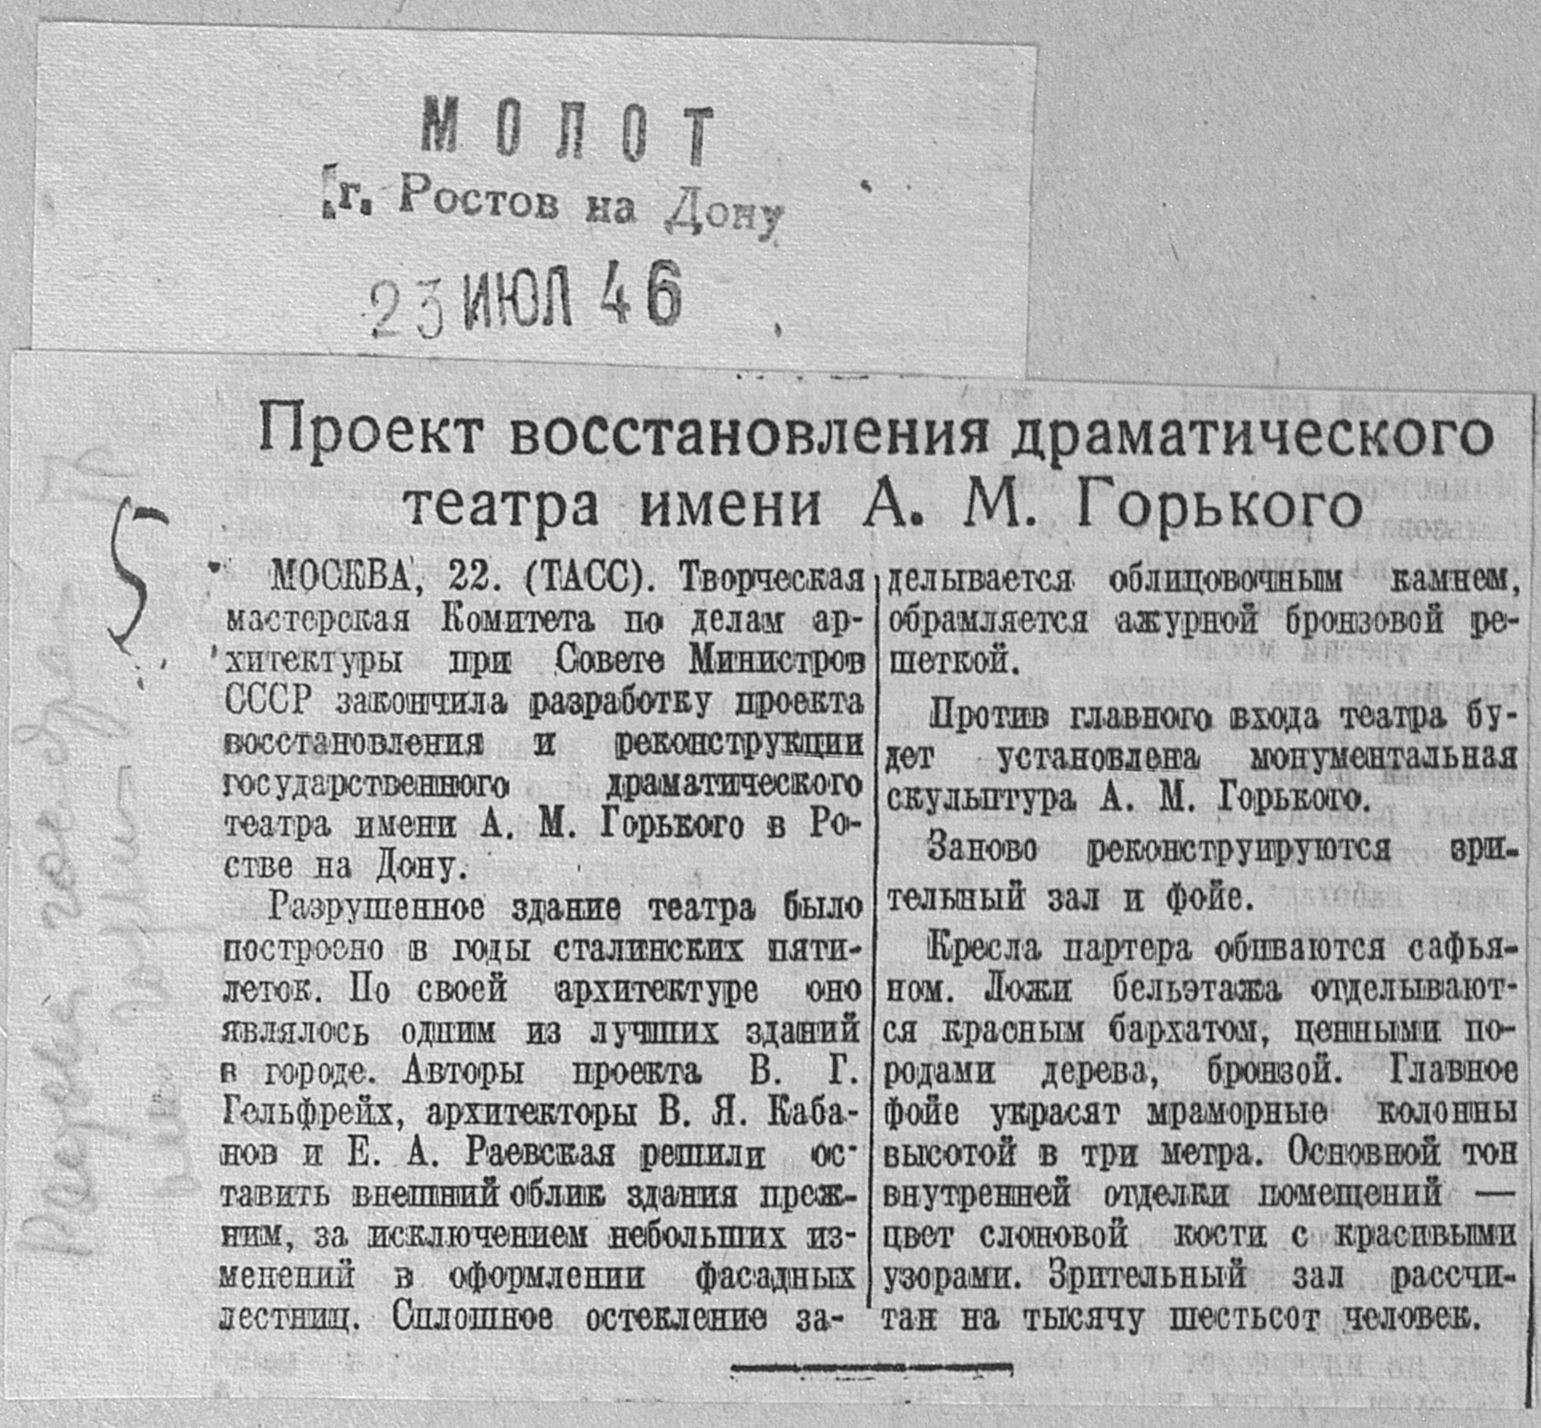 МОЛОТ
г. Ростов на Дону
23 ИЮЛ 46
Проект восстановления драматического
театра имени А. М. Горького
5
МОСКВА, 22. (ТАСС). Творческая
мастерская Комитета по делам ар-
хитектуры при Совете Министров
СССР закончила разработку проекта
восстановления и реконструкции
государственного драматического
театра имени А. М. Горького в Ро-
стве на Дону.
Разрушенное здание театра было
построено в годы сталинских пяти-
леток. По своей архитектуре оно
являлось одним из лучших зданий
в городе. Авторы проекта В. Г.
Гельфрейх, архитекторы В. Я. Каба-
нов и Е. А. Раевская решили ос-
тавить внешний облик здания преж-
ним, за исключением небольших из-
менений в оформлении фасадных
лестниц. Сплошное остекление за-
делывается облицовочным камнем,
обрамляется ажурной бронзовой ре-
шеткой.
Против главного входа театра бу-
дет установлена монументальная
скульптура А. М. Горького.
Заново реконструируются зри-
тельный зал и фойе.
Кресла партера обиваются сафья-
ном. Ложи бельэтажа отделывают-
ся красным бархатом, ценными по-
родами дерева, бронзой. Главное
фойе украсят мраморные колонны
высотой в три метра. Основной тон
внутренней отделки помещений —
цвет слоновой кости с красивыми
узорами. Зрительный зал рассчи-
тан на тысячу шестьсот человек.